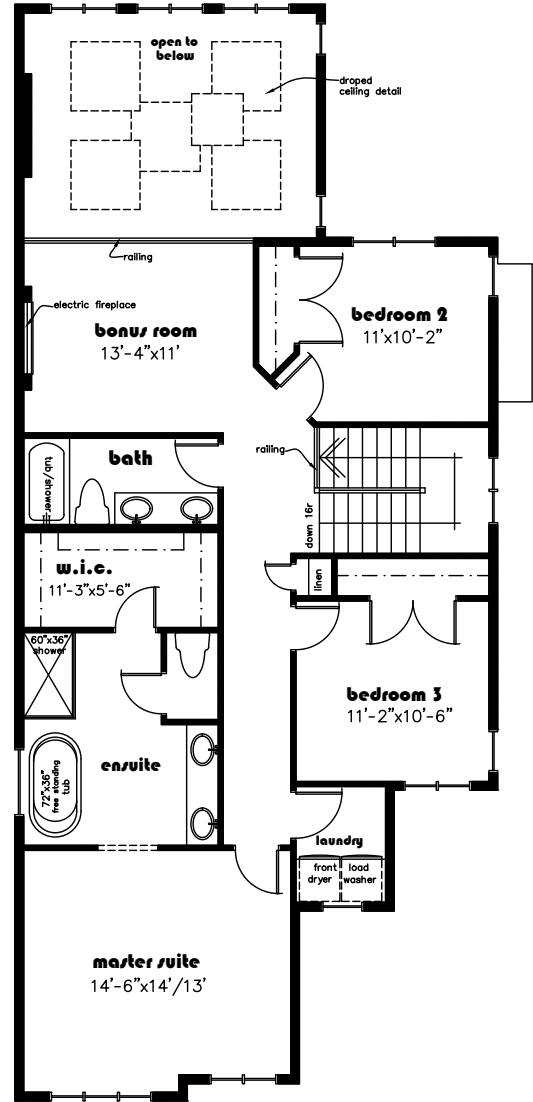 open to
below
droped
ceiling detail
railing
electric fireplace
bonus room
13'-4"x11'
bedroom 2
11'x10'-2"
bath
tub/shower
railing
down 16r
w.i.c.
11'-3"x5'-6"
linen
60"x36"
shower
bedroom 3
11'-2"x10'-6"
ensuite
72"x36"
free standing
tub
laundry
front load
dryer washer
master suite
14'-6"x14'/13'